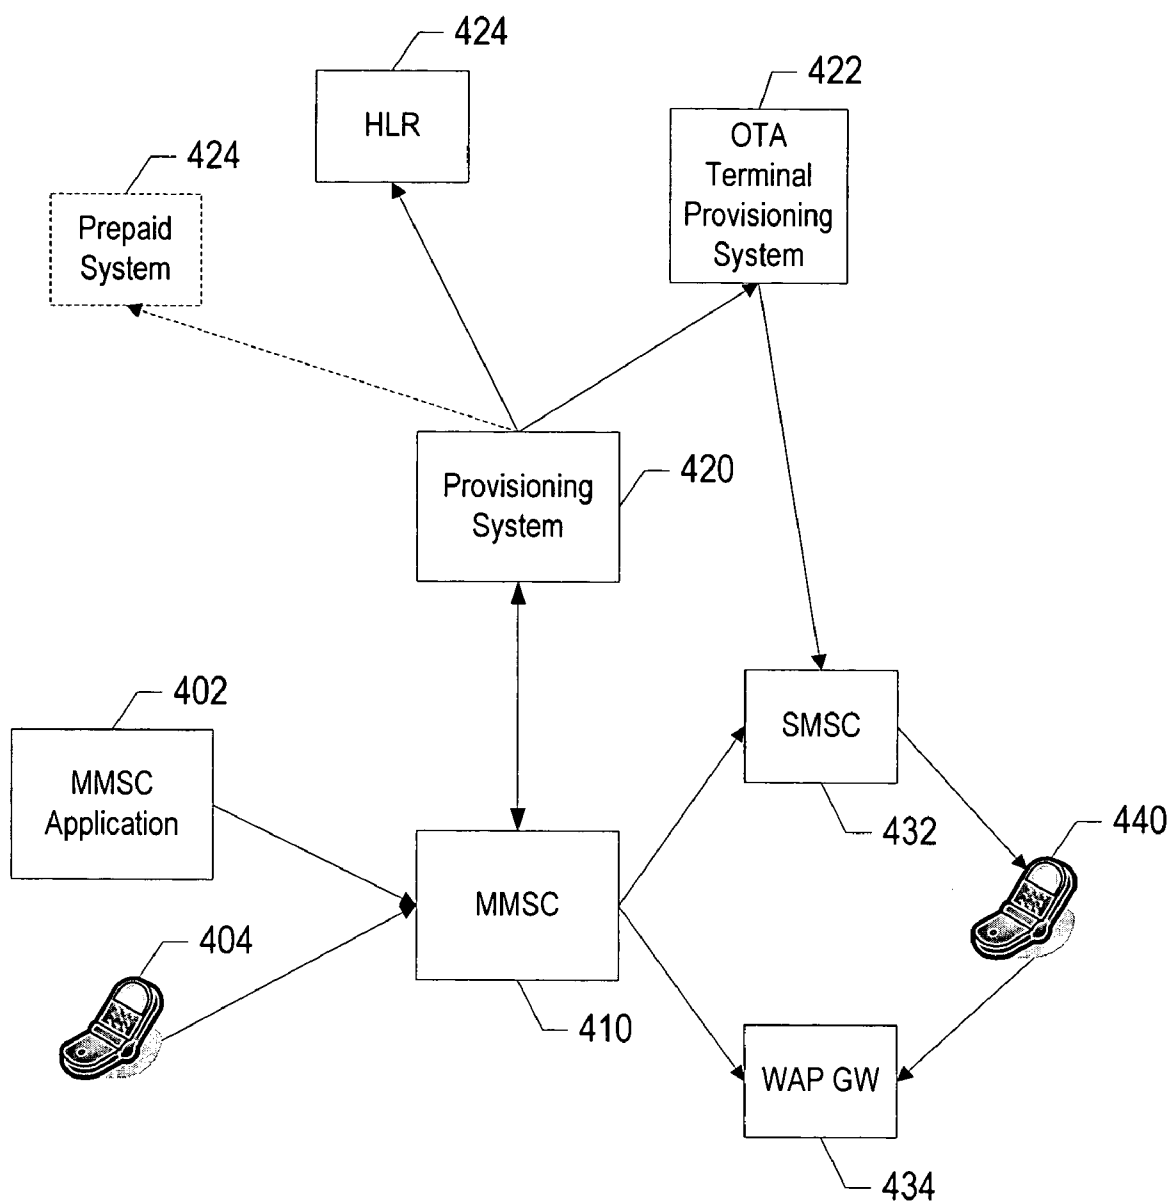 424
HLR
422
OTA
Terminal
Provisioning
System
424
Prepaid
System
Provisioning
System
420
402
MMSC
Application
SMSC
432
440
MMSC
404
410
WAP GW
434